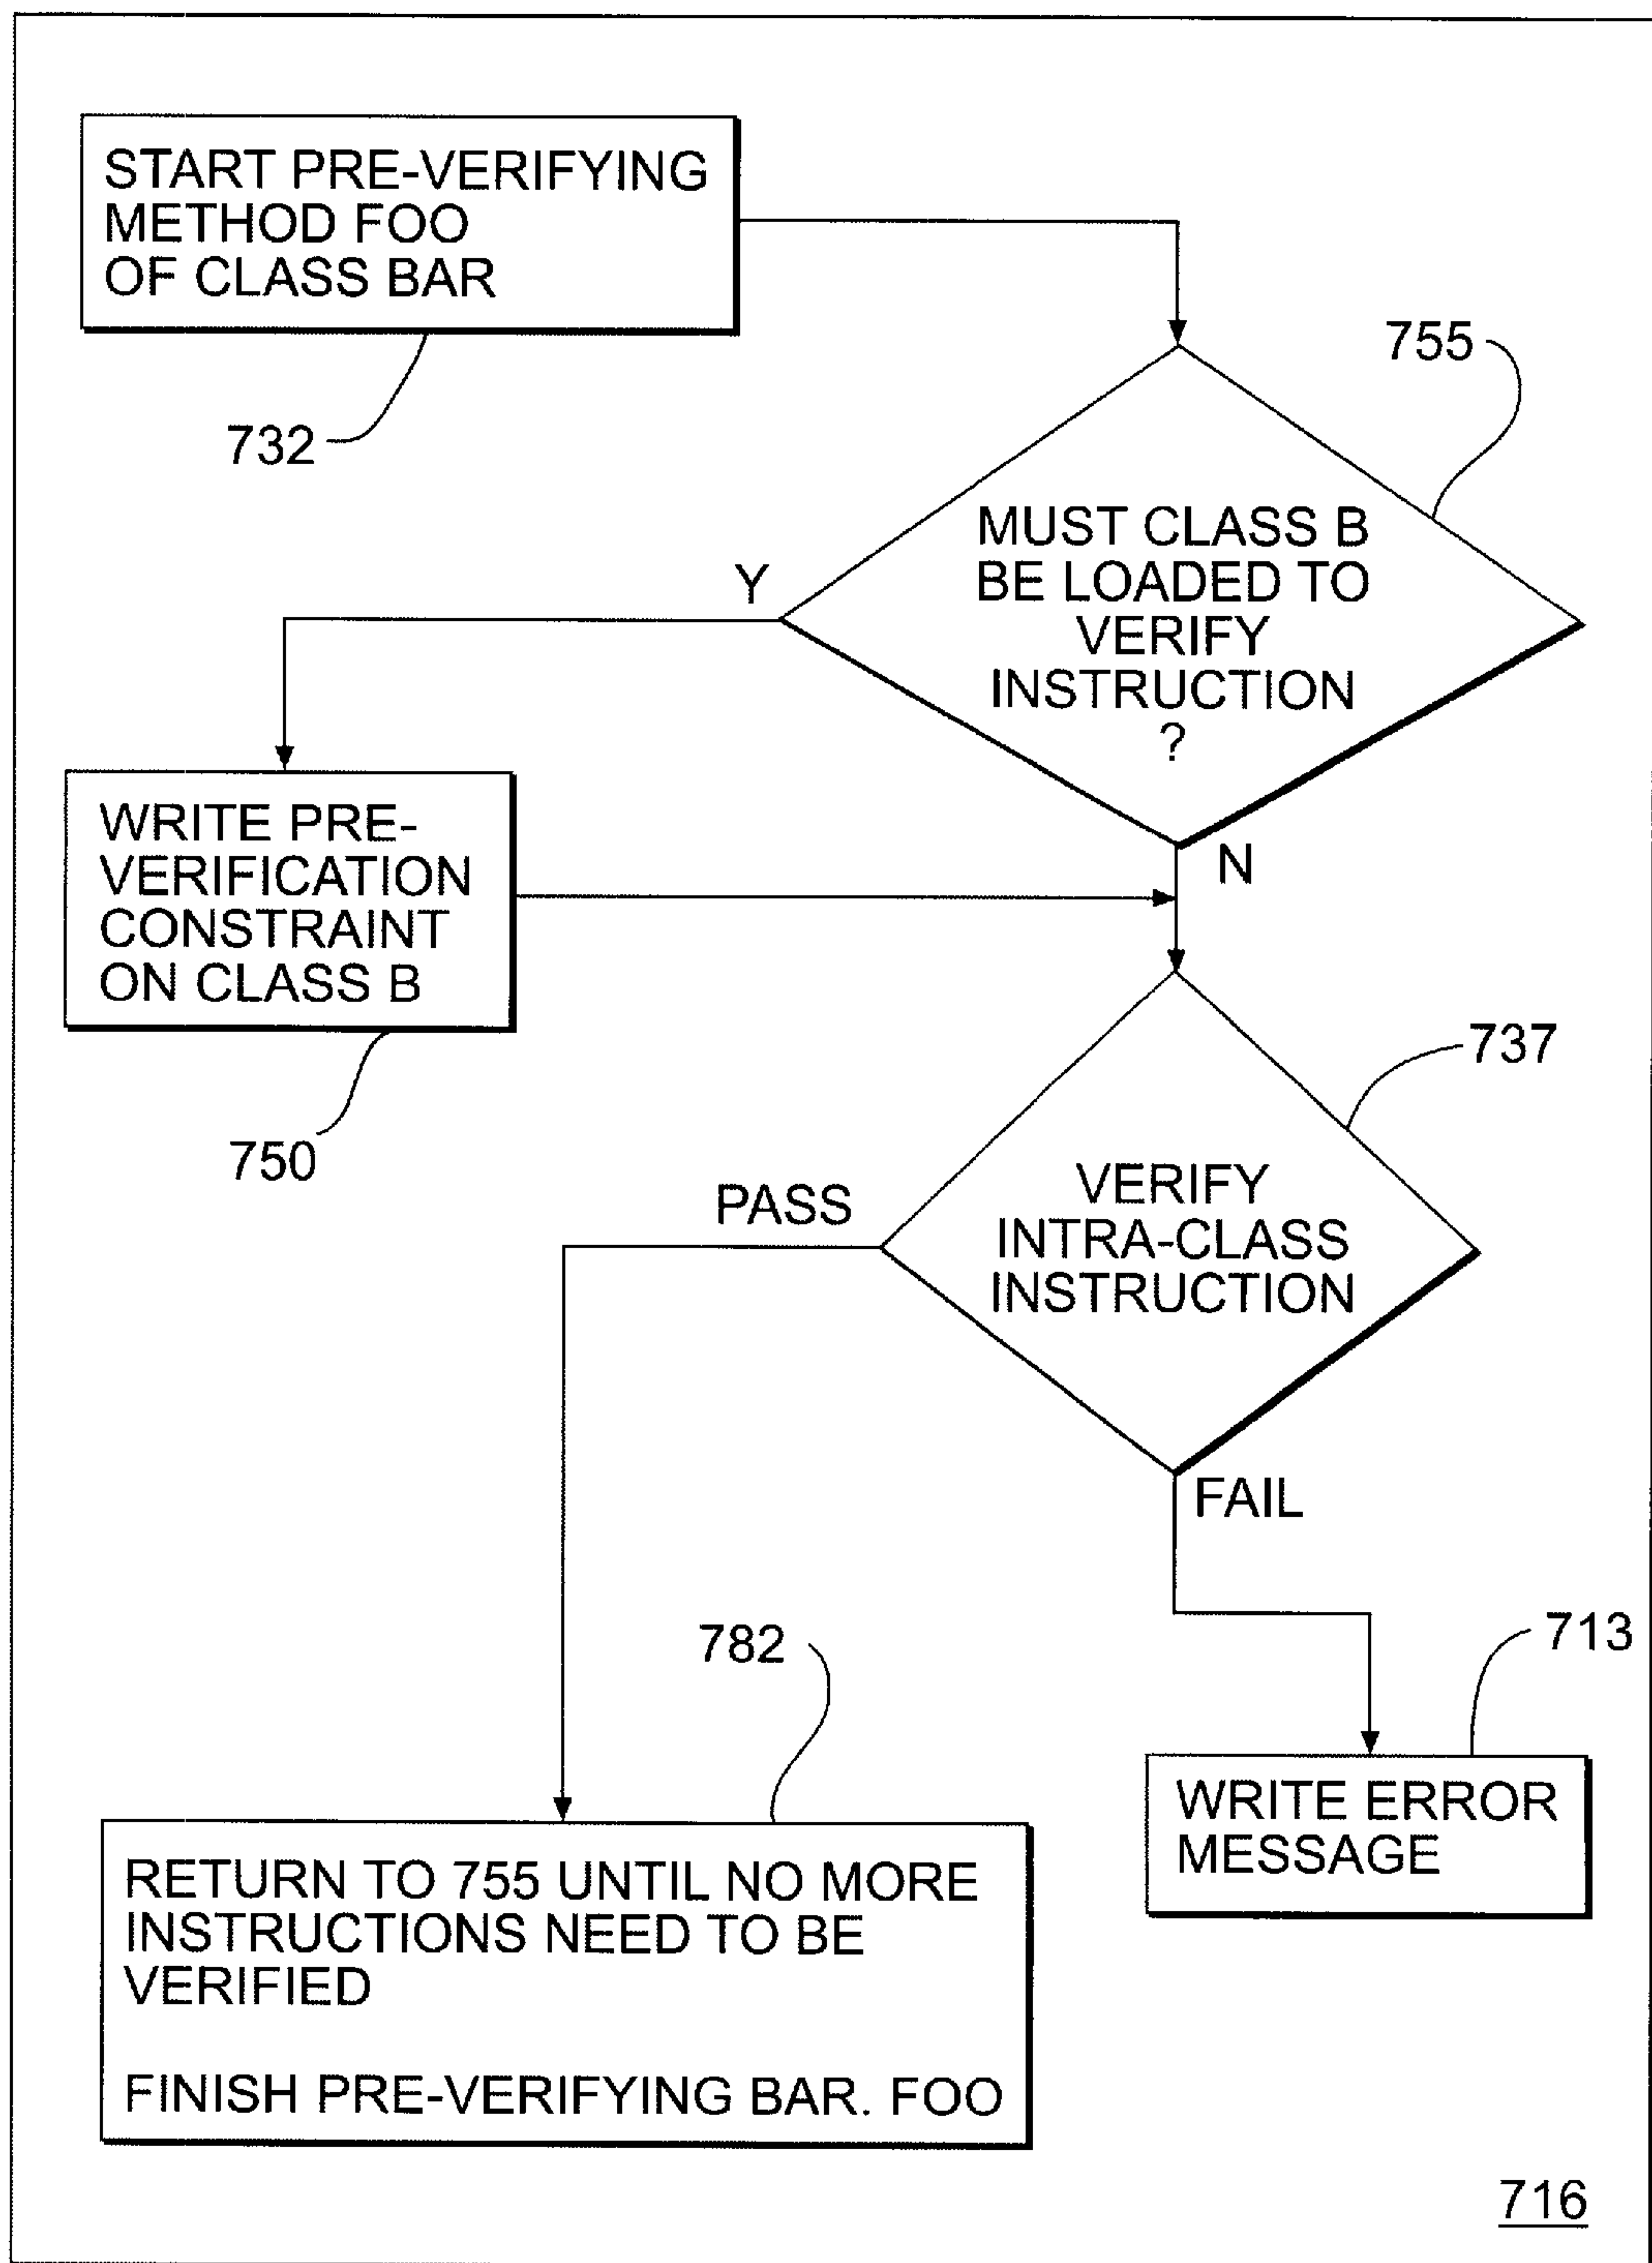 START PRE-VERIFYING
METHOD FOO
OF CLASS BAR
732
755
MUST CLASS B
BE LOADED TO
VERIFY
INSTRUCTION
?
Y
N
WRITE PRE-
VERIFICATION
CONSTRAINT
ON CLASS B
750
737
VERIFY
INTRA-CLASS
INSTRUCTION
PASS
FAIL
782
713
WRITE ERROR
MESSAGE
RETURN TO 755 UNTIL NO MORE
INSTRUCTIONS NEED TO BE
VERIFIED
FINISH PRE-VERIFYING BAR. FOO
716